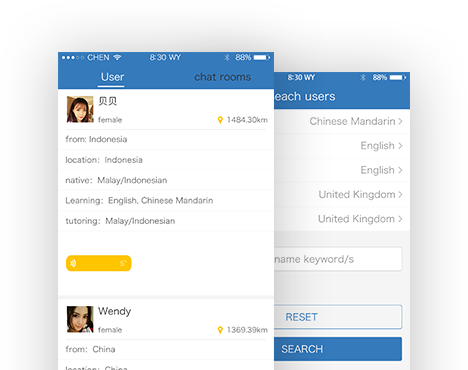 CHEN 8:30 WY 88%
User chat rooms
贝贝
female 1484.30km
from: Indonesia
location: Indonesia
native: Malay/Indonesian
Learning: English, Chinese Mandarin
tutoring: Malay/Indonesian
5"
Wendy
female 1369.39km
from: China
location: China
8:30 WY 88%
each users
Chinese Mandarin
English
English
United Kingdom
United Kingdom
name keyword/s
RESET
SEARCH